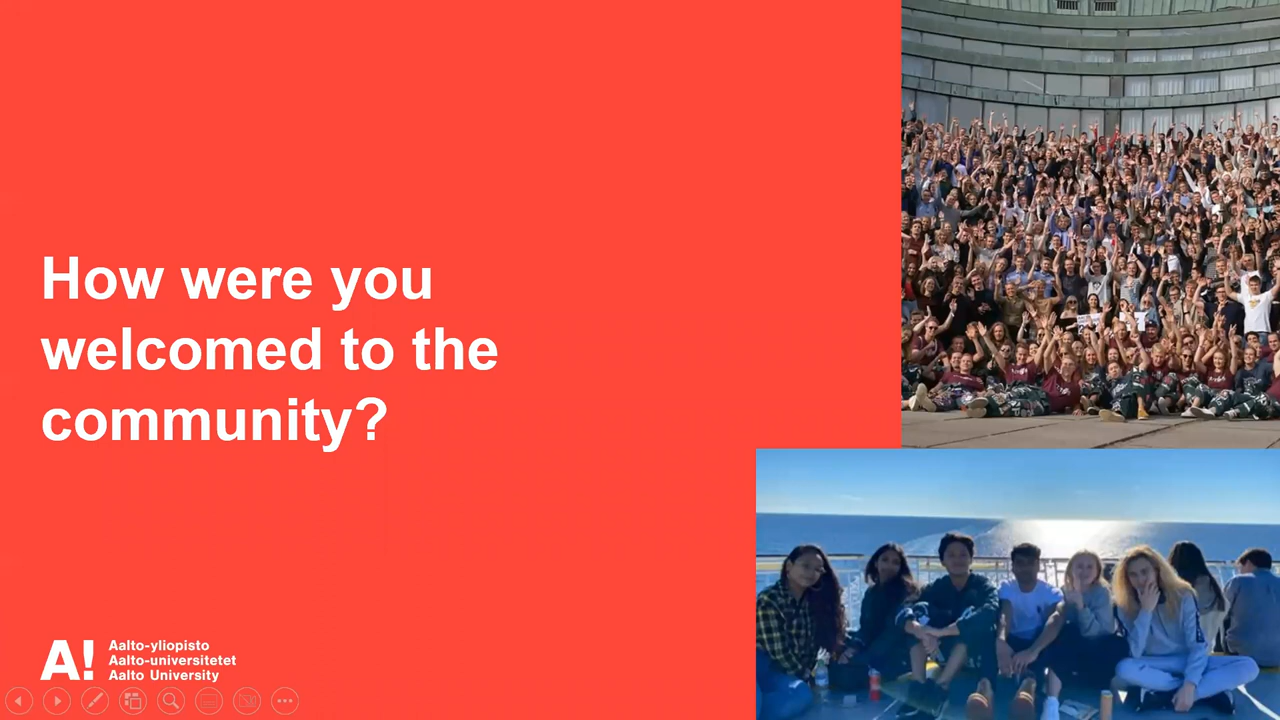 How were you
welcomed to the
community?
A!
Aalto-yliopisto
Aalto-universitetet
Aalto University